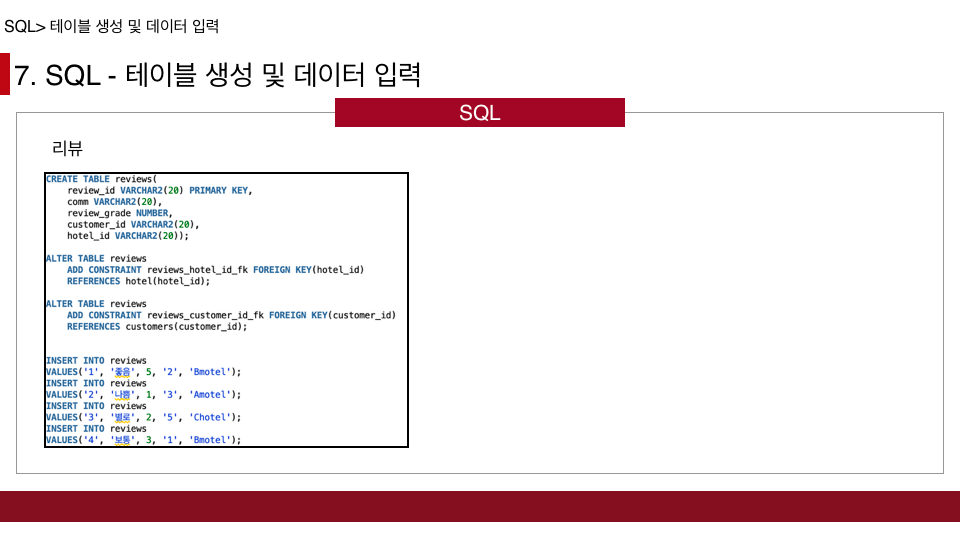 SQL> 테이블 생성 및 데이터 입력
7. SQL - 테이블 생성 및 데이터 입력
SQL
리뷰
CREATE TABLE reviews(
    review_id VARCHAR2(20) PRIMARY KEY,
    comm VARCHAR2(20),
    review_grade NUMBER,
    customer_id VARCHAR2(20),
    hotel_id VARCHAR2(20));
ALTER TABLE reviews
    ADD CONSTRAINT reviews_hotel_id_fk FOREIGN KEY(hotel_id)
    REFERENCES hotel(hotel_id);
ALTER TABLE reviews
    ADD CONSTRAINT reviews_customer_id_fk FOREIGN KEY(customer_id)
    REFERENCES customers(customer_id);
INSERT INTO reviews
VALUES('1', '좋음', 5, '2', 'Bmotel');
INSERT INTO reviews
VALUES('2', '나쁨', 1, '3', 'Amotel');
INSERT INTO reviews
VALUES('3', '별로', 2, '5', 'Chotel');
INSERT INTO reviews
VALUES('4', '보통', 3, '1', 'Bmotel');